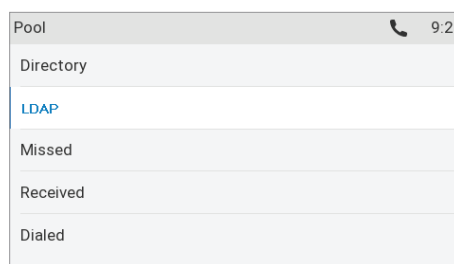 Pool 9:2
Directory
LDAP
Missed
Received
Dialed